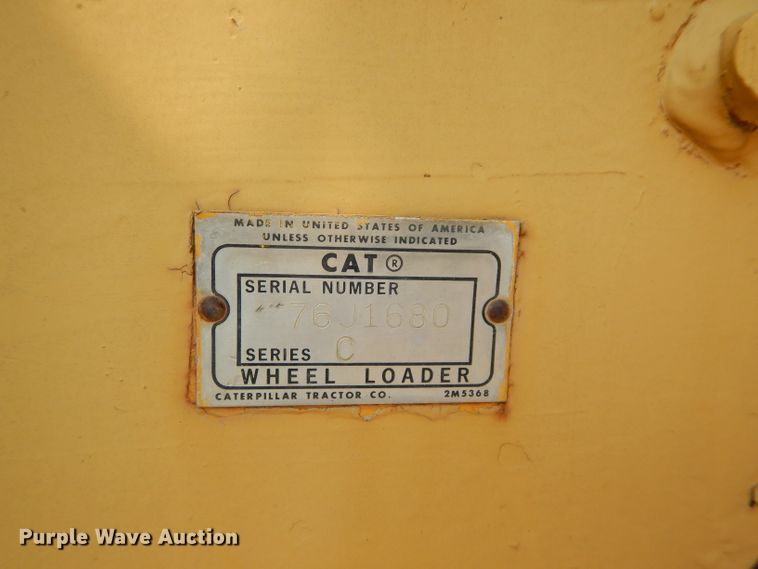 MADE IN UNITED STATES OF AMERICA
UNLESS OTHERWISE INDICATED
CAT®
SERIAL NUMBER
76J1680
SERIES C
WHEEL LOADER
CATERPILLAR TRACTOR CO. 2M5368
Purple Wave Auction®